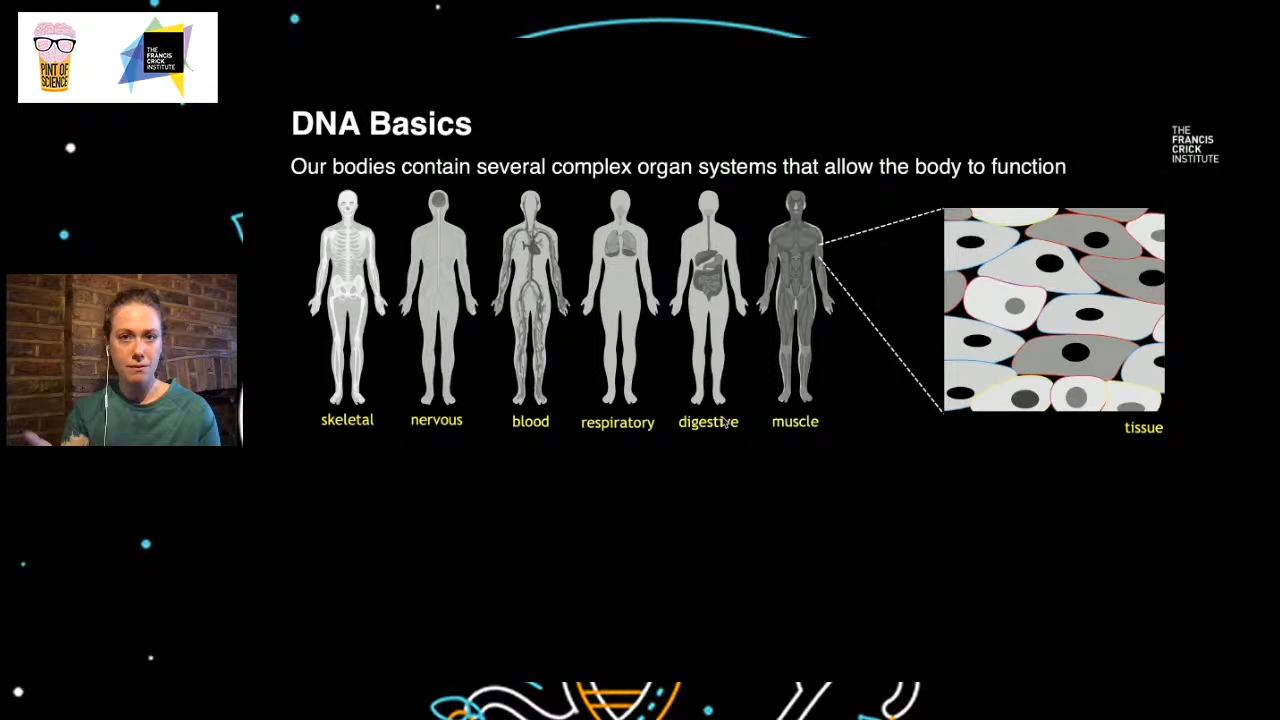 PINT OF
SCIENCE
THE
FRANCIS
CRICK
INSTITUTE
DNA Basics
THE
FRANCIS
CRICK
INSTITUTE
Our bodies contain several complex organ systems that allow the body to function
skeletal
nervous
blood
respiratory
digestive
muscle
tissue